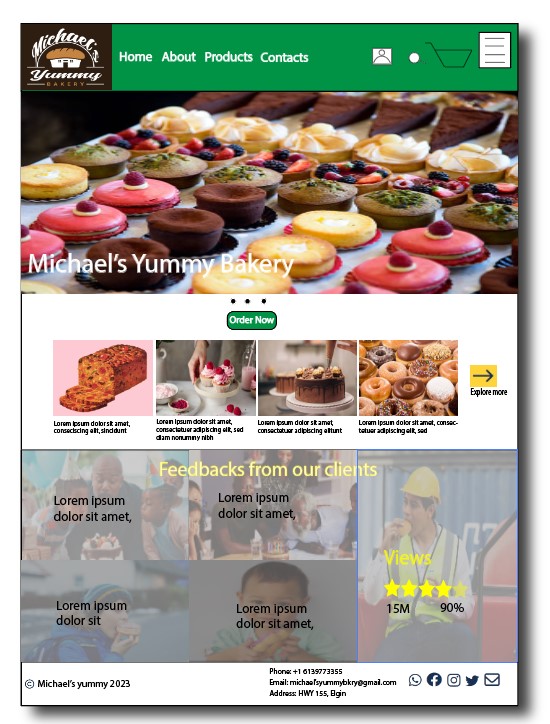 Michael's
Yummy
BAKERY
Home About Products Contacts
Michael's Yummy Bakery
Order Now
Lorem ipsum dolor sit amet,
consectscing elit, sincidunt
Lorem ipsum dolor sit amet,
consectetuer adipiscing elit, sed
diam nonummy nibh
Lorem ipsum dolor sit amet,
consectetuer adipiscing elitunt
Lorem ipsum dolor sit amet, consec-
tetuer adipiscing elit, sed
Explore more
Feedbacks from our clients
Lorem ipsum
dolor sit amet,
Lorem ipsum
dolor sit amet,
Lorem ipsum
dolor sit
Lorem ipsum
dolor sit amet,
Views
15M 90%
© Michael's yummy 2023
Phone: +1 6139773355
Email: michaelsyummybkry@gmail.com
Address: HWY 155, Elgin